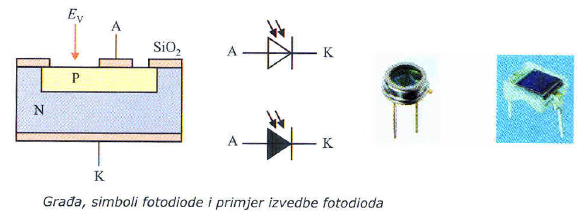 E_V
A
SiO₂
P
N
K
A K
A K
Građa, simboli fotodiode i primjer izvedbe fotodioda